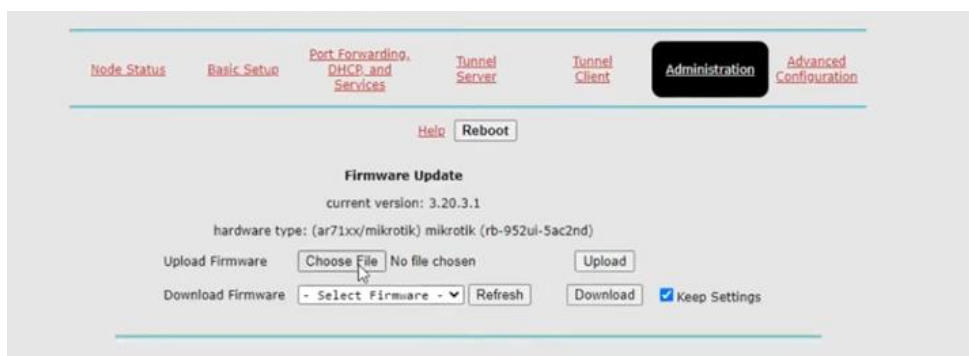 Node Status
Basic Setup
Port Forwarding,
DHCP, and
Services
Tunnel
Server
Tunnel
Client
Administration
Advanced
Configuration
Help Reboot
Firmware Update
current version: 3.20.3.1
hardware type: (ar71xx/mikrotik) mikrotik (rb-952ui-5ac2nd)
Upload Firmware Choose File No file chosen Upload
Download Firmware - Select Firmware - Refresh Download Keep Settings